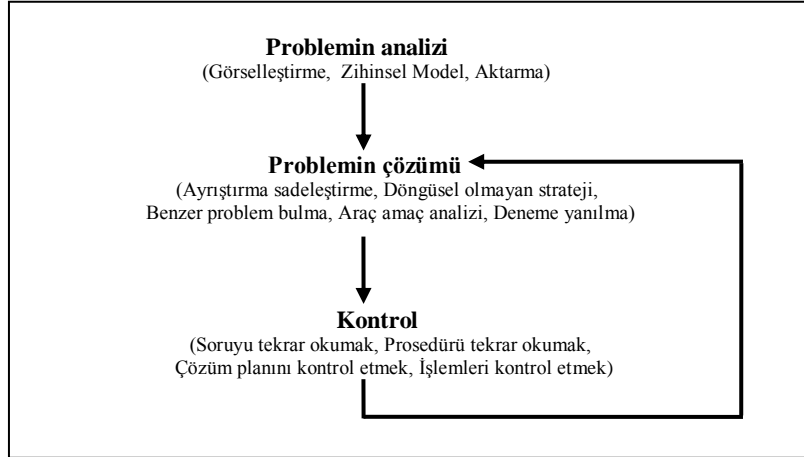 Problemin analizi
(Görselleştirme, Zihinsel Model, Aktarma)
Problemin çözümü
(Ayrıştırma sadeleştirme, Döngüsel olmayan strateji,
Benzer problem bulma, Araç amaç analizi, Deneme yanılma)
Kontrol
(Soruyu tekrar okumak, Prosedürü tekrar okumak,
Çözüm planını kontrol etmek, İşlemleri kontrol etmek)